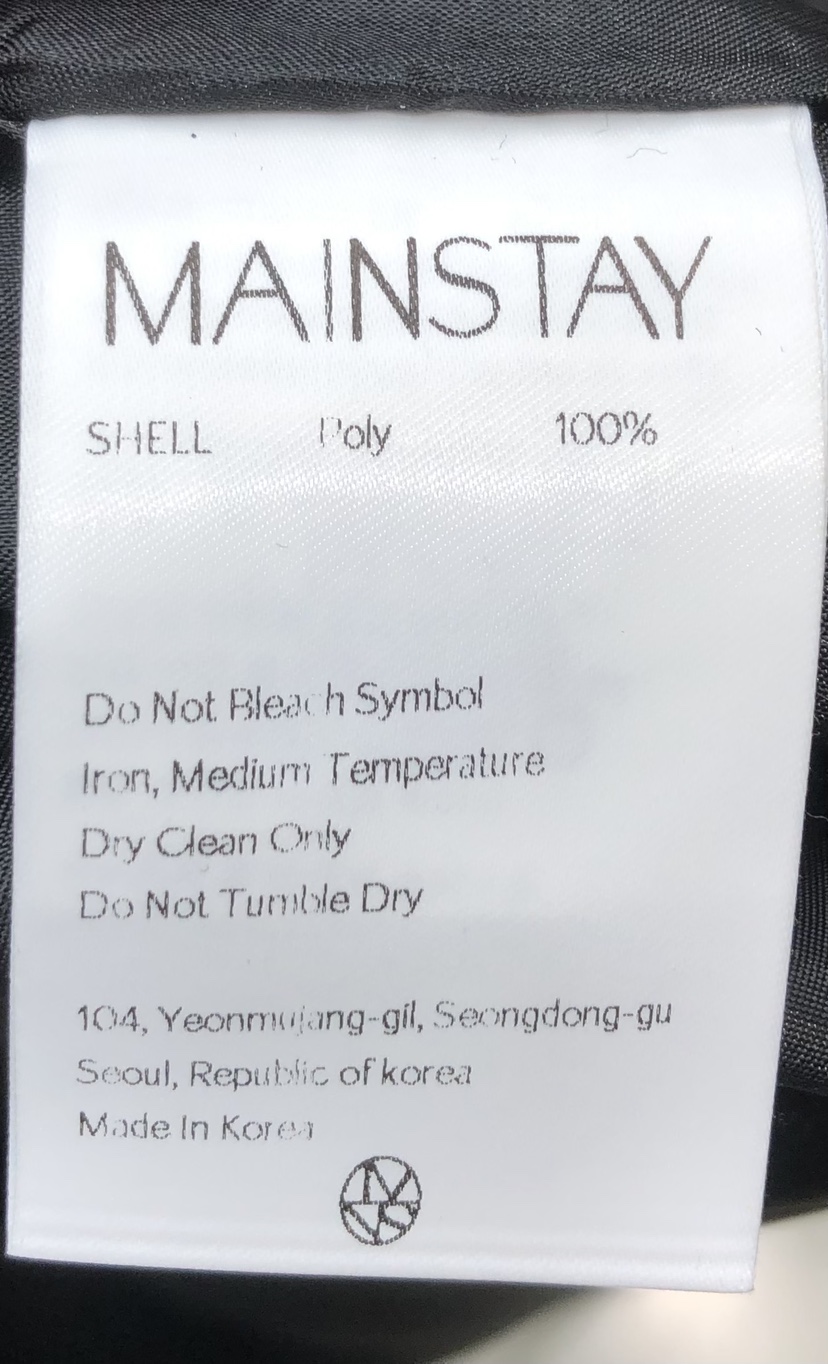 MAINSTAY
SHELL Poly 100%
Do Not Bleach Symbol
Iron, Medium Temperature
Dry Clean Only
Do Not Tumble Dry
104, Yeonmujang-gil, Seongdong-gu
Seoul, Republic of korea
Made In Korea